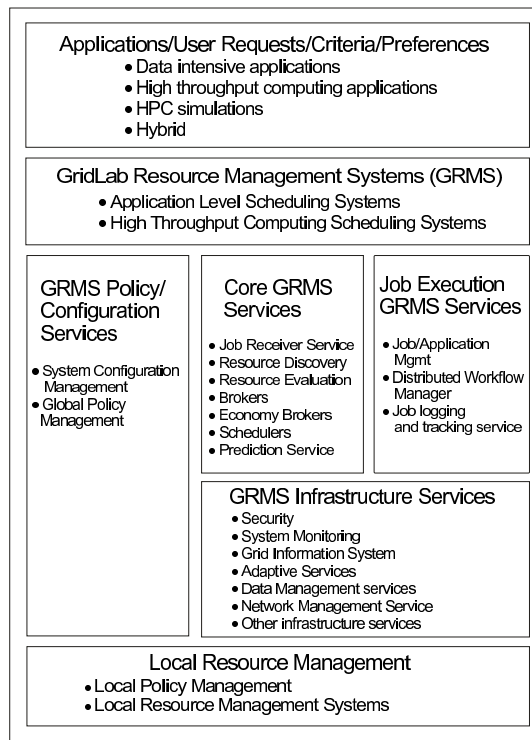 Applications/User Requests/Criteria/Preferences
• Data intensive applications
• High throughput computing applications
• HPC simulations
• Hybrid
GridLab Resource Management Systems (GRMS)
• Application Level Scheduling Systems
• High Throughput Computing Scheduling Systems
GRMS Policy/
Configuration
Services
• System Configuration
Management
• Global Policy
Management
Core GRMS
Services
• Job Receiver Service
• Resource Discovery
• Resource Evaluation
• Brokers
• Economy Brokers
• Schedulers
• Prediction Service
Job Execution
GRMS Services
• Job/Application
Mgmt
• Distributed Workflow
Manager
• Job logging
and tracking service
GRMS Infrastructure Services
• Security
• System Monitoring
• Grid Information System
• Adaptive Services
• Data Management services
• Network Management Service
• Other infrastructure services
Local Resource Management
• Local Policy Management
• Local Resource Management Systems